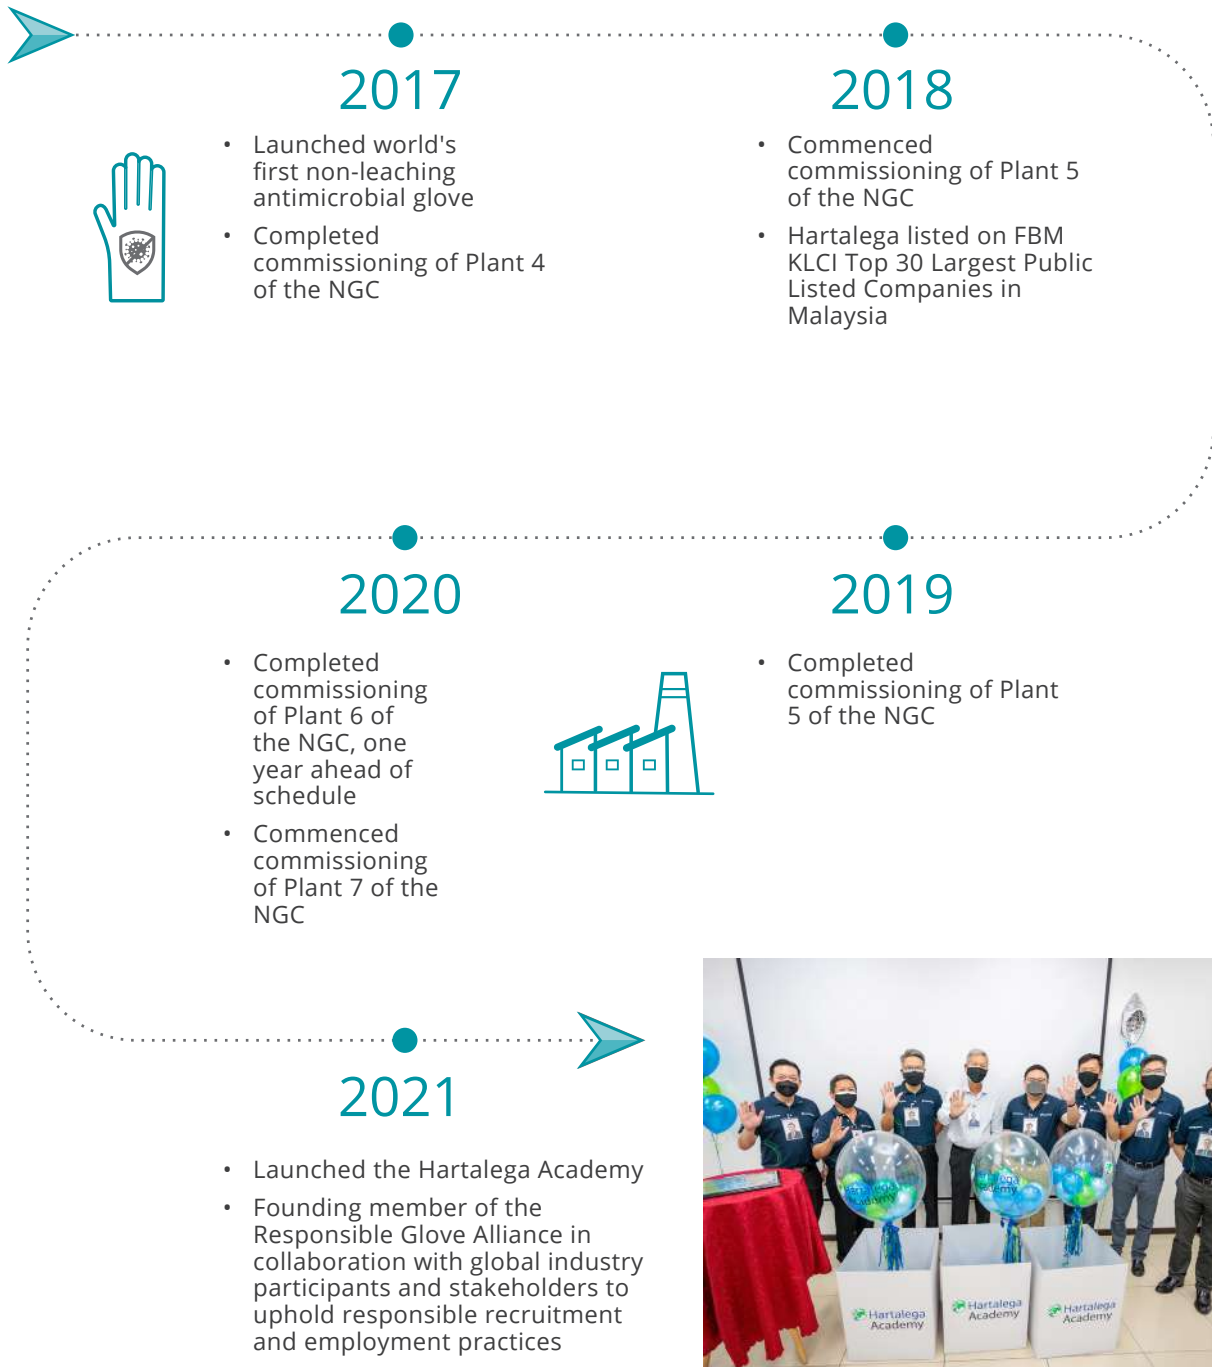 2017
• Launched world's
first non-leaching
antimicrobial glove
• Completed
commissioning of Plant 4
of the NGC
2018
• Commenced
commissioning of Plant 5
of the NGC
• Hartalega listed on FBM
KLCI Top 30 Largest Public
Listed Companies in
Malaysia
2019
• Completed
commissioning of Plant
5 of the NGC
2020
• Completed
commissioning
of Plant 6 of
the NGC, one
year ahead of
schedule
• Commenced
commissioning
of Plant 7 of the
NGC
2021
• Launched the Hartalega Academy
• Founding member of the
Responsible Glove Alliance in
collaboration with global industry
participants and stakeholders to
uphold responsible recruitment
and employment practices
Hartalega
Academy
Hartalega
Academy
Hartalega
Academy
Hartalega
Academy